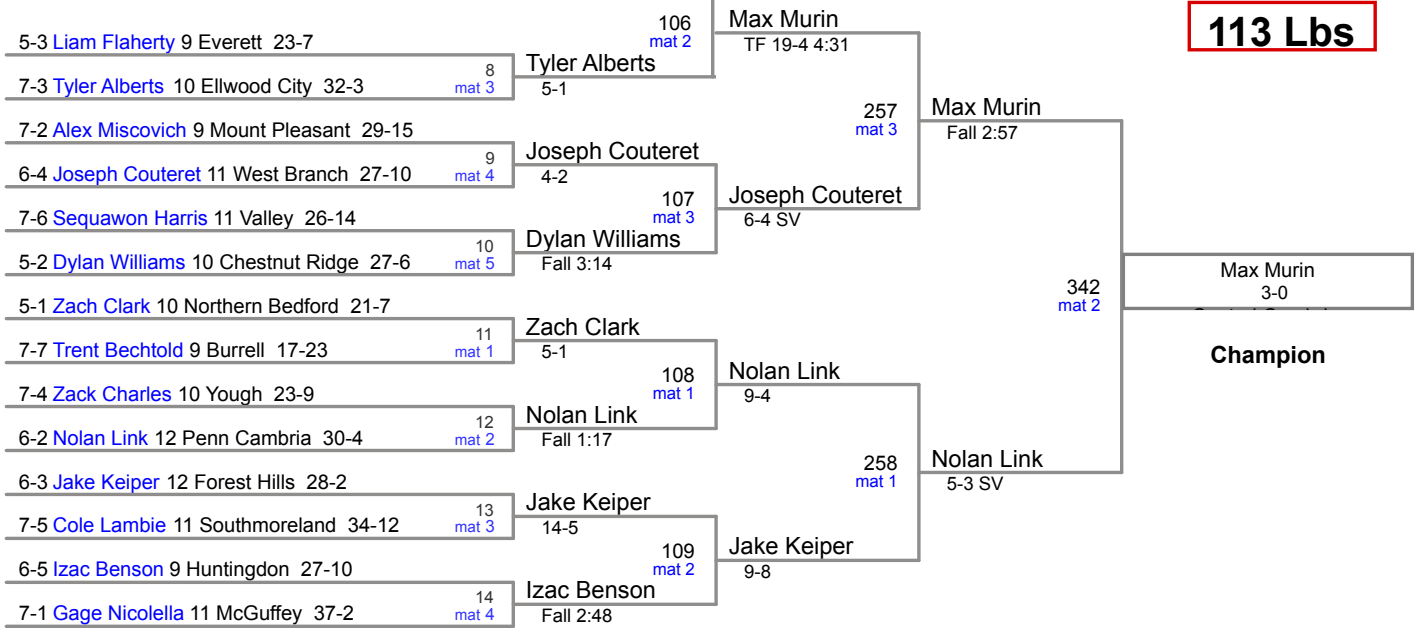 113 Lbs
5-3 Liam Flaherty 9 Everett 23-7
7-3 Tyler Alberts 10 Ellwood City 32-3
7-2 Alex Miscovich 9 Mount Pleasant 29-15
6-4 Joseph Couteret 11 West Branch 27-10
7-6 Sequawon Harris 11 Valley 26-14
5-2 Dylan Williams 10 Chestnut Ridge 27-6
5-1 Zach Clark 10 Northern Bedford 21-7
7-7 Trent Bechtold 9 Burrell 17-23
7-4 Zack Charles 10 Yough 23-9
6-2 Nolan Link 12 Penn Cambria 30-4
6-3 Jake Keiper 12 Forest Hills 28-2
7-5 Cole Lambie 11 Southmoreland 34-12
6-5 Izac Benson 9 Huntingdon 27-10
7-1 Gage Nicolella 11 McGuffey 37-2
8
mat 3
9
mat 4
10
mat 5
11
mat 1
12
mat 2
13
mat 3
14
mat 4
Tyler Alberts
5-1
Joseph Couteret
4-2
Dylan Williams
Fall 3:14
Zach Clark
5-1
Nolan Link
Fall 1:17
Jake Keiper
14-5
Izac Benson
Fall 2:48
106
mat 2
107
mat 3
108
mat 1
109
mat 2
Max Murin
TF 19-4 4:31
Joseph Couteret
6-4 SV
Nolan Link
9-4
Jake Keiper
9-8
257
mat 3
258
mat 1
Max Murin
Fall 2:57
Nolan Link
5-3 SV
342
mat 2
Max Murin
3-0
Champion